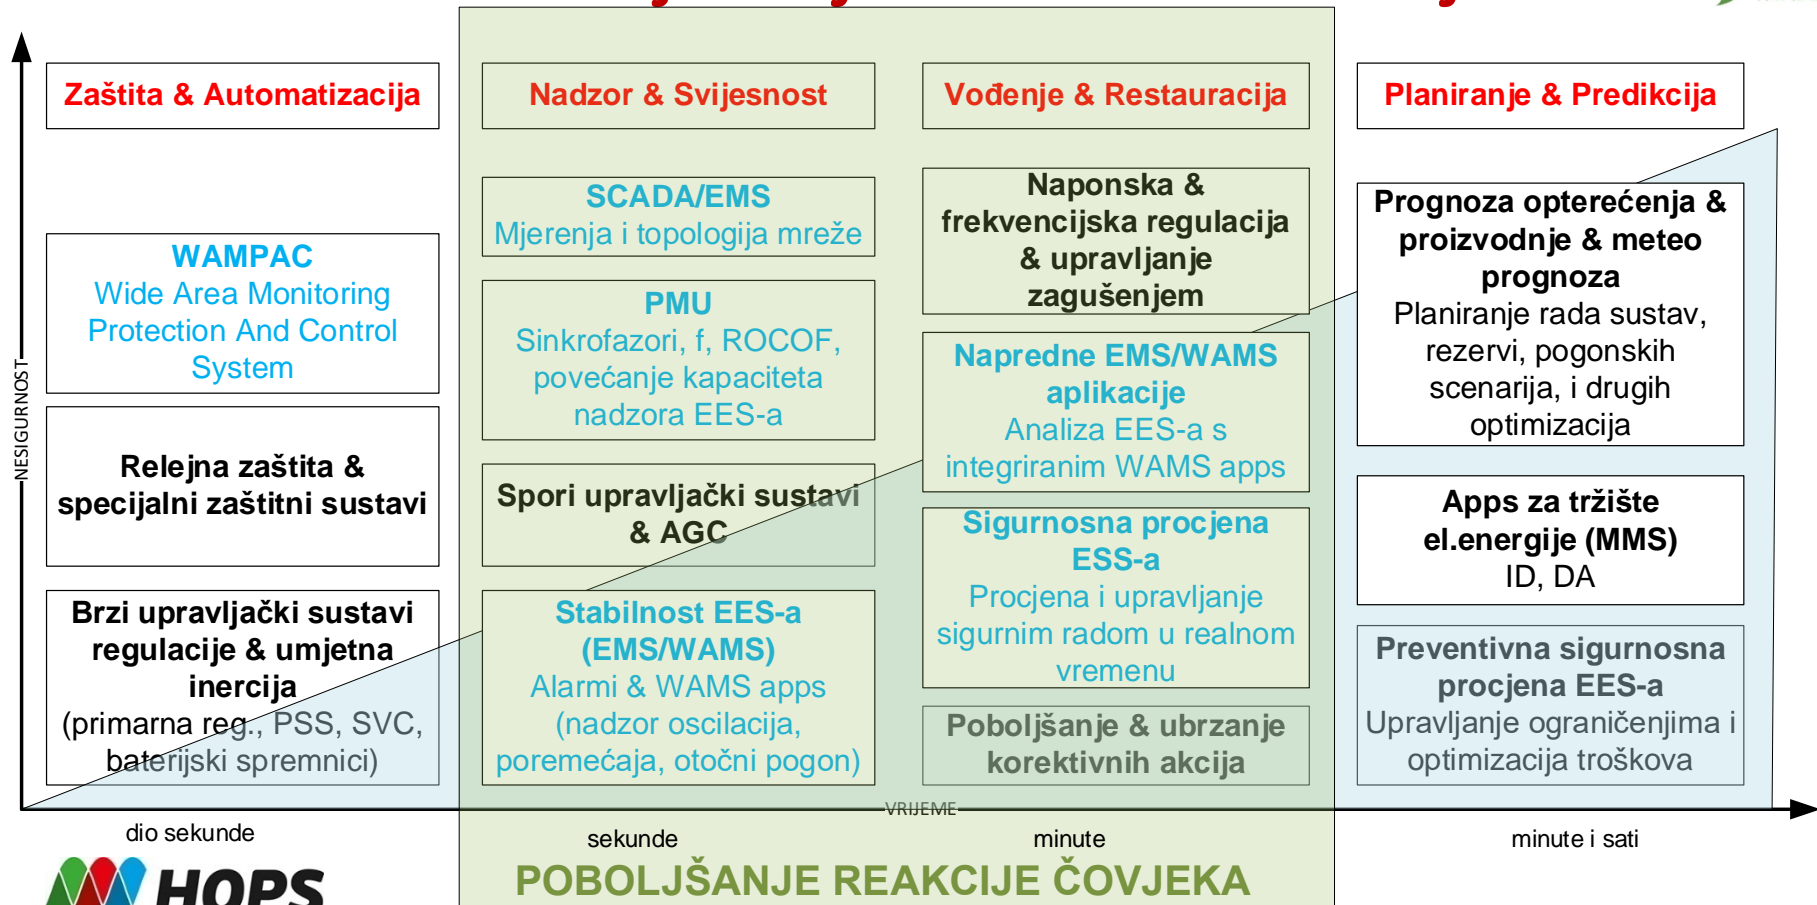 Zaštita & Automatizacija
WAMPAC
Wide Area Monitoring
Protection And Control
System
Relejna zaštita &
specijalni zaštitni sustavi
Brzi upravljački sustavi
regulacije & umjetna
inercija
(primarna reg., PSS, SVC,
baterijski spremnici)
Nadzor & Svijesnost
SCADA/EMS
Mjerenja i topologija mreže
PMU
Sinkrofazori, f, ROCOF,
povećanje kapaciteta
nadzora EES-a
Spori upravljački sustavi
& AGC
Stabilnost EES-a
(EMS/WAMS)
Alarmi & WAMS apps
(nadzor oscilacija,
poremećaja, otočni pogon)
Vođenje & Restauracija
Naponska &
frekvencijska regulacija
& upravljanje
zagušenjem
Napredne EMS/WAMS
aplikacije
Analiza EES-a s
integriranim WAMS apps
Sigurnosna procjena
ESS-a
Procjena i upravljanje
sigurnim radom u realnom
vremenu
Poboljšanje & ubrzanje
korektivnih akcija
Planiranje & Predikcija
Prognoza opterećenja &
proizvodnje & meteo
prognoza
Planiranje rada sustav,
rezervi, pogonskih
scenarija, i drugih
optimizacija
Apps za tržište
el.energije (MMS)
ID, DA
Preventivna sigurnosna
procjena EES-a
Upravljanje ograničenjima i
optimizacija troškova
NESIGURNOST
VRIJEME
dio sekunde
sekunde
minute
minute i sati
POBOLJŠANJE REAKCIJE ČOVJEKA
HOPS